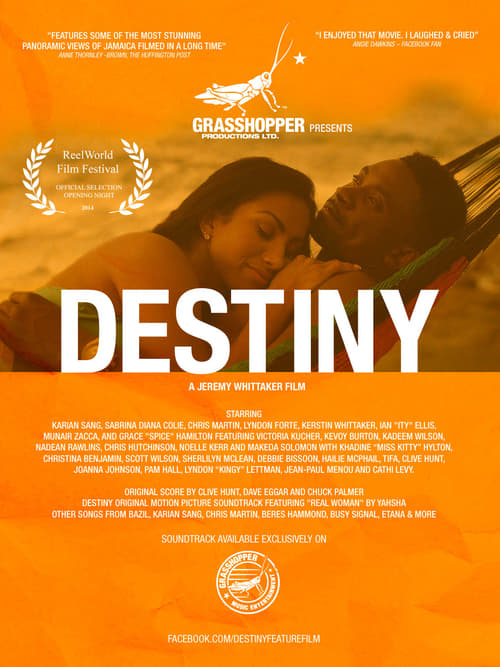 "FEATURES SOME OF THE MOST STUNNING
PANORAMIC VIEWS OF JAMAICA FILMED IN A LONG TIME"
ANNIE THORNLEY - BROWN, THE HUFFINGTON POST
"I ENJOYED THAT MOVIE. I LAUGHED & CRIED"
ANGIE DAWKINS – FACEBOOK FAN
GRASSHOPPER PRESENTS
PRODUCTIONS LTD.
ReelWorld
Film Festival
OFFICIAL SELECTION
OPENING NIGHT
2014
DESTINY
A JEREMY WHITTAKER FILM
STARRING
KARIAN SANG, SABRINA DIANA COLIE, CHRIS MARTIN, LYNDON FORTE, KERSTIN WHITTAKER, IAN "ITY" ELLIS,
MUNAIR ZACCA, AND GRACE "SPICE" HAMILTON FEATURING VICTORIA KUCHER, KEVOY BURTON, KADEEM WILSON,
NADEAN RAWLINS, CHRIS HUTCHINSON, NOELLE KERR AND MAKEDA SOLOMON WITH KHADINE "MISS KITTY" HYLTON,
CHRISTINA BENJAMIN, SCOTT WILSON, SHERLILYN MCLEAN, DEBBIE BISSOON, HAILIE MCPHAIL, TIFA, CLIVE HUNT,
JOANNA JOHNSON, PAM HALL, LYNDON "KINGY" LETTMAN, JEAN-PAUL MENOU AND CATHI LEVY.
ORIGINAL SCORE BY CLIVE HUNT, DAVE EGGAR AND CHUCK PALMER
DESTINY ORIGINAL MOTION PICTURE SOUNDTRACK FEATURING "REAL WOMAN" BY YAHSHA
OTHER SONGS FROM BAZIL, KARIAN SANG, CHRIS MARTIN, BERES HAMMOND, BUSY SIGNAL, ETANA & MORE
SOUNDTRACK AVAILABLE EXCLUSIVELY ON
GRASSHOPPER
MUSIC ENTERTAINMENT
FACEBOOK.COM/DESTINYFEATUREFILM